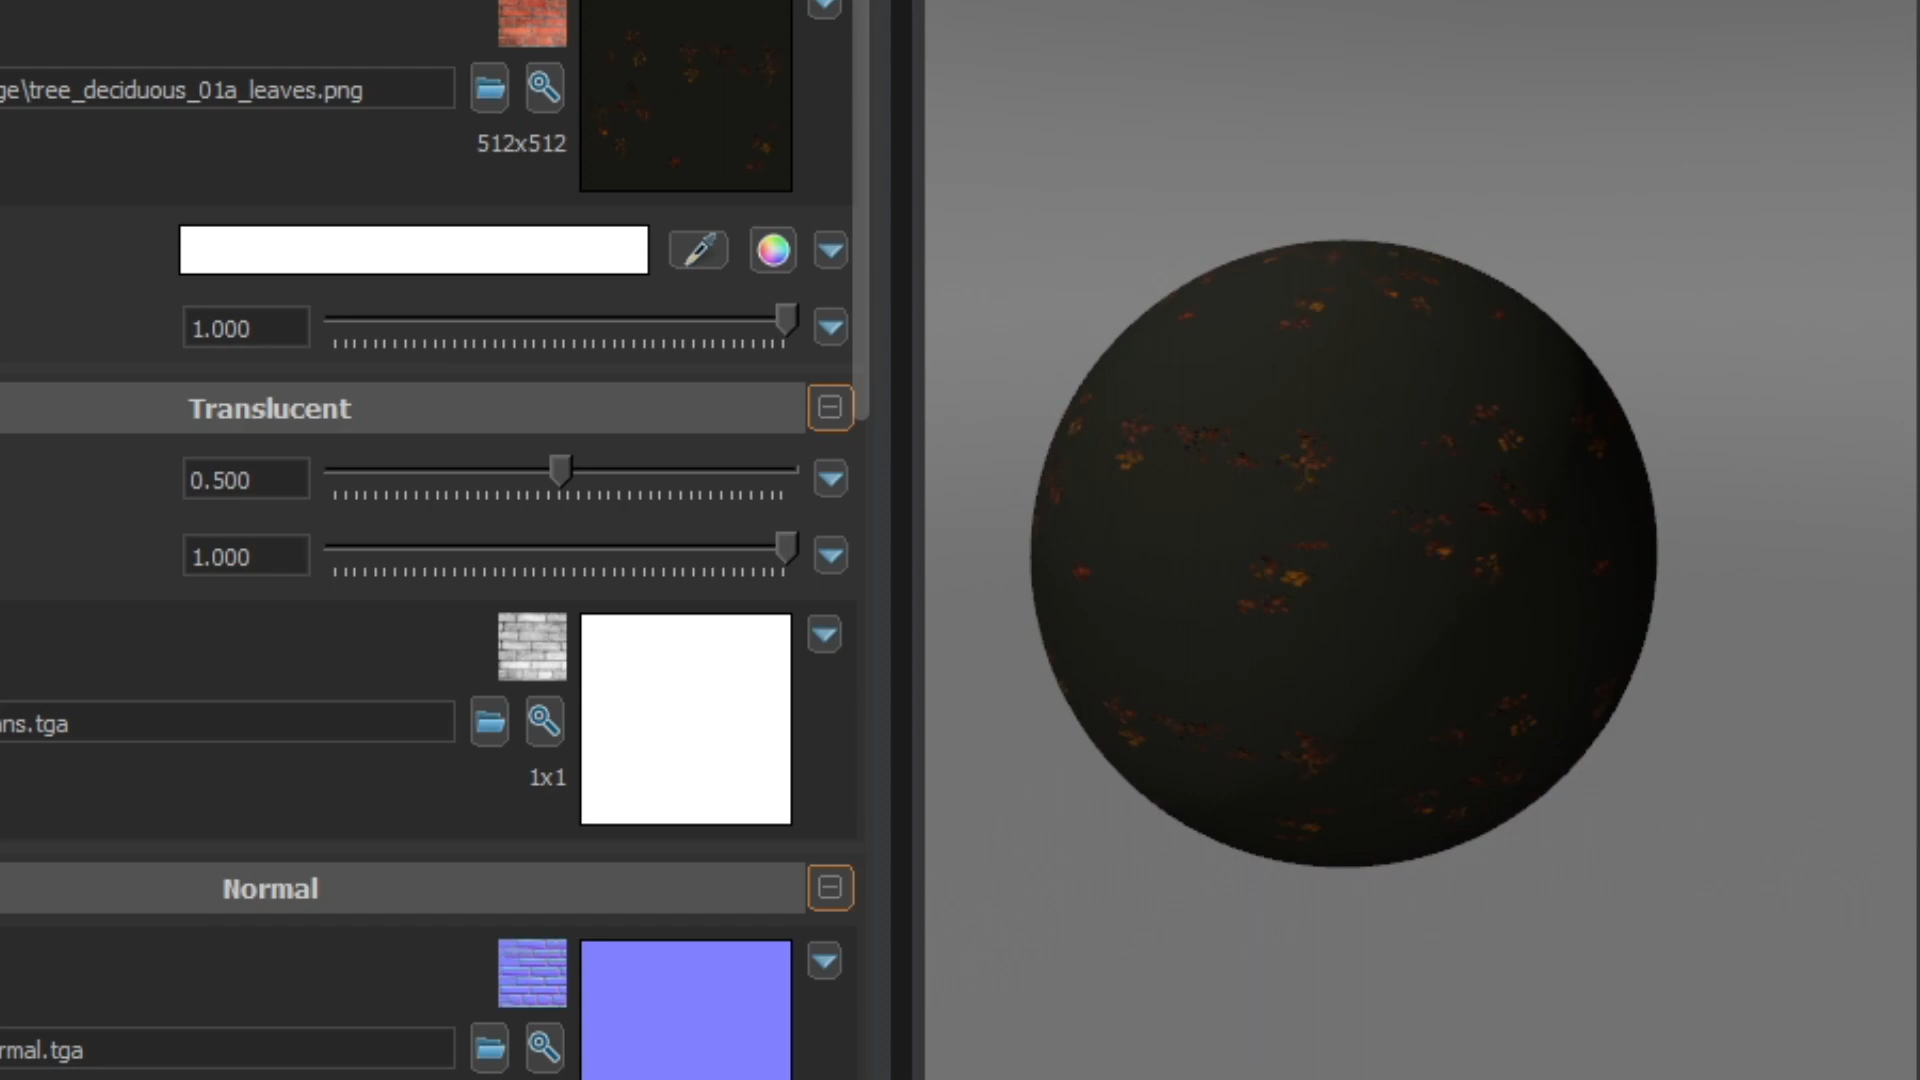 ge\tree_deciduous_01a_leaves.png
512x512
1.000
Translucent
0.500
1.000
ns.tga
1x1
Normal
rmal.tga